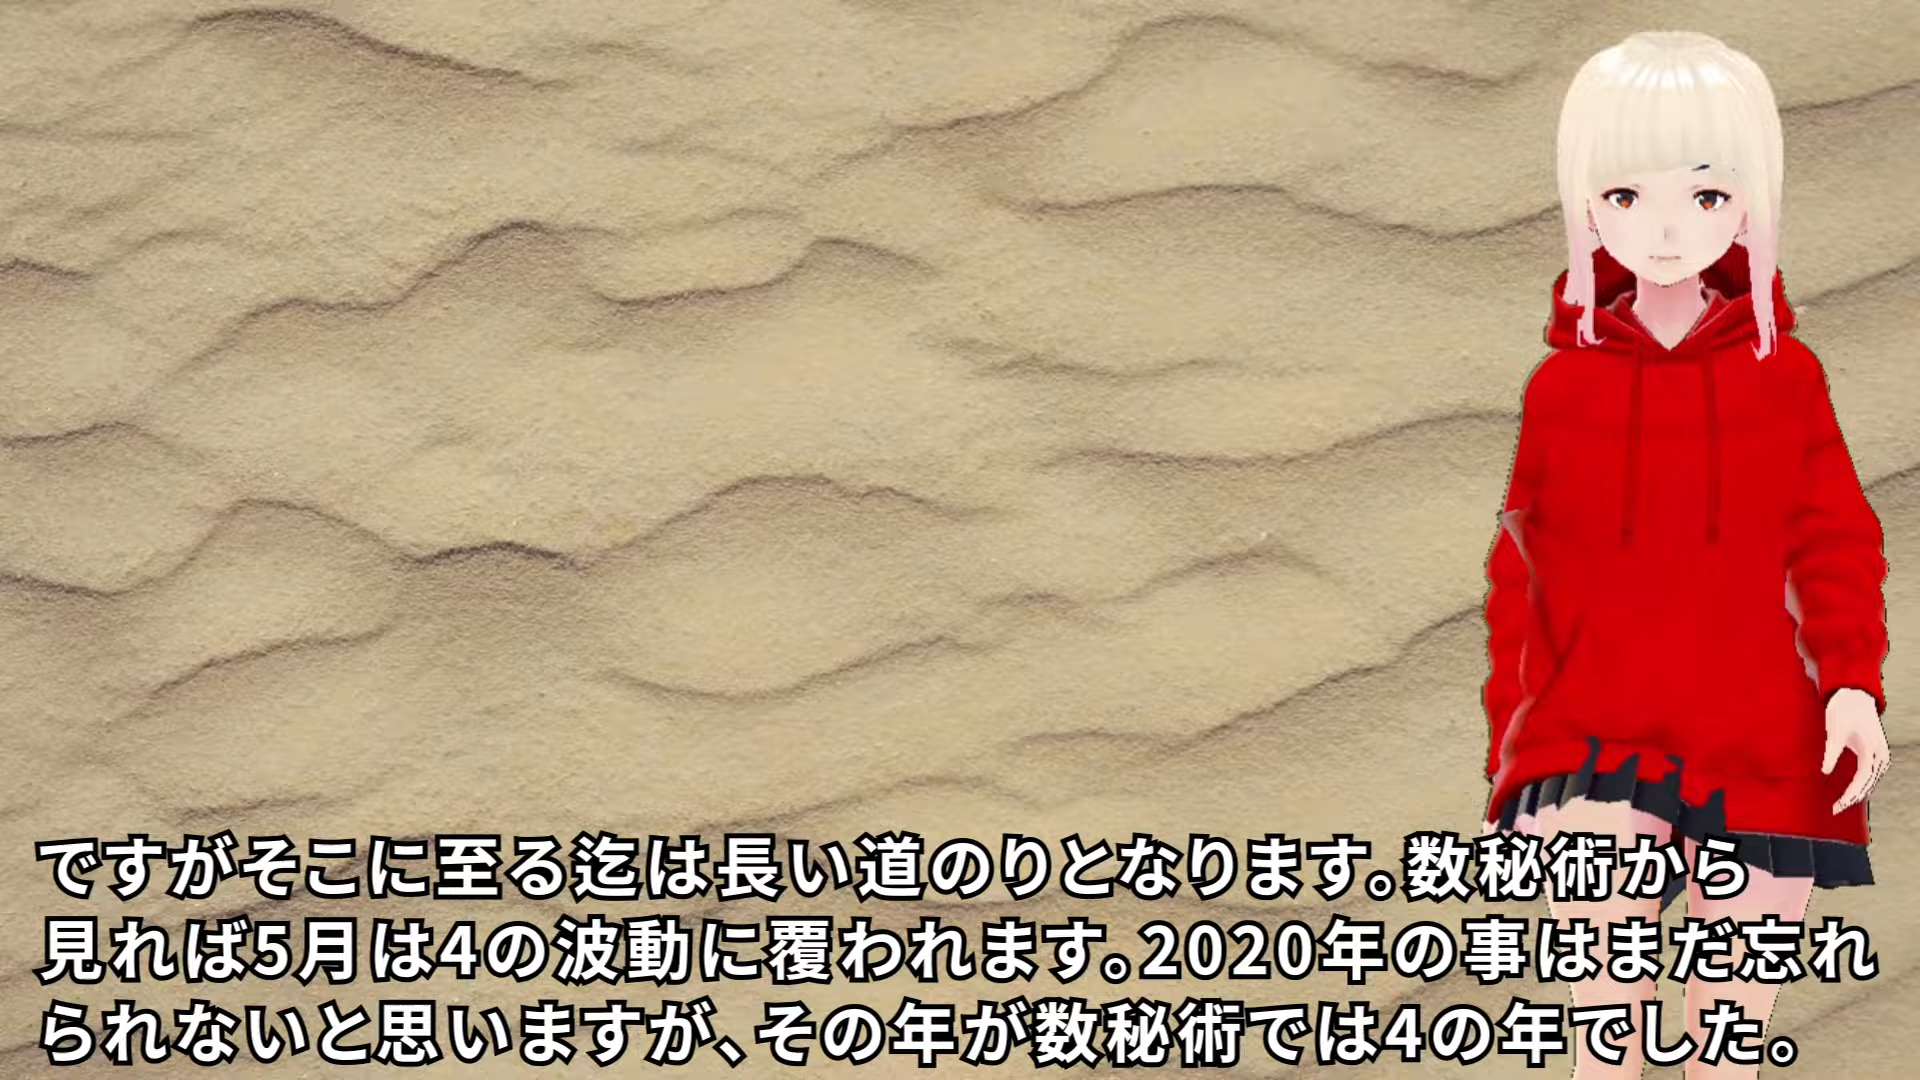 ですがそこに至る迄は長い道のりとなります。数秘術から
見れば5月は4の波動に覆われます。2020年の事はまだ忘れ
られないと思いますが、その年が数秘術では4の年でした。